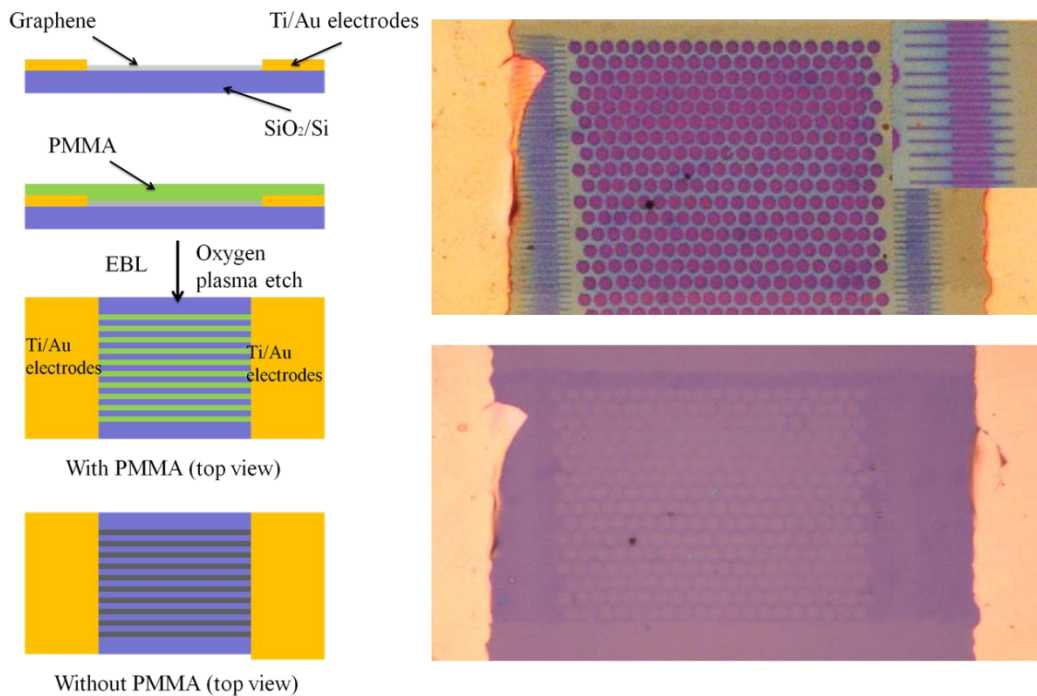 Graphene
Ti/Au electrodes
SiO₂/Si
PMMA
EBL
Oxygen
plasma etch
Ti/Au
electrodes
Ti/Au
electrodes
With PMMA (top view)
Without PMMA (top view)